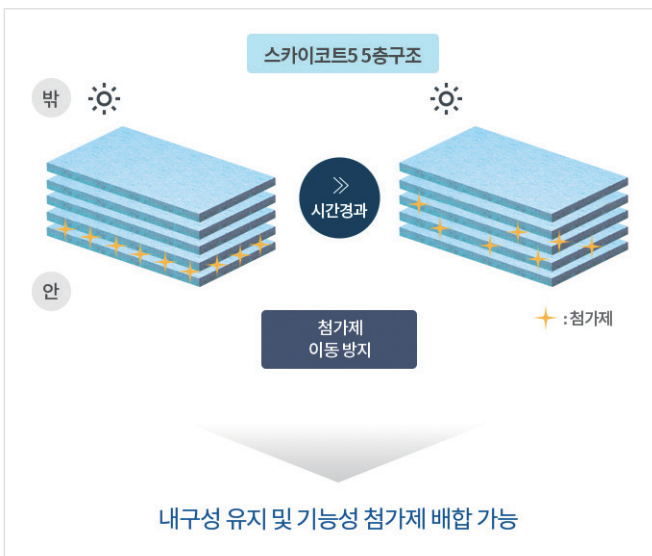 스카이코트5 5층구조
밖
시간경과
안
: 첨가제
첨가제
이동 방지
내구성 유지 및 기능성 첨가제 배합 가능